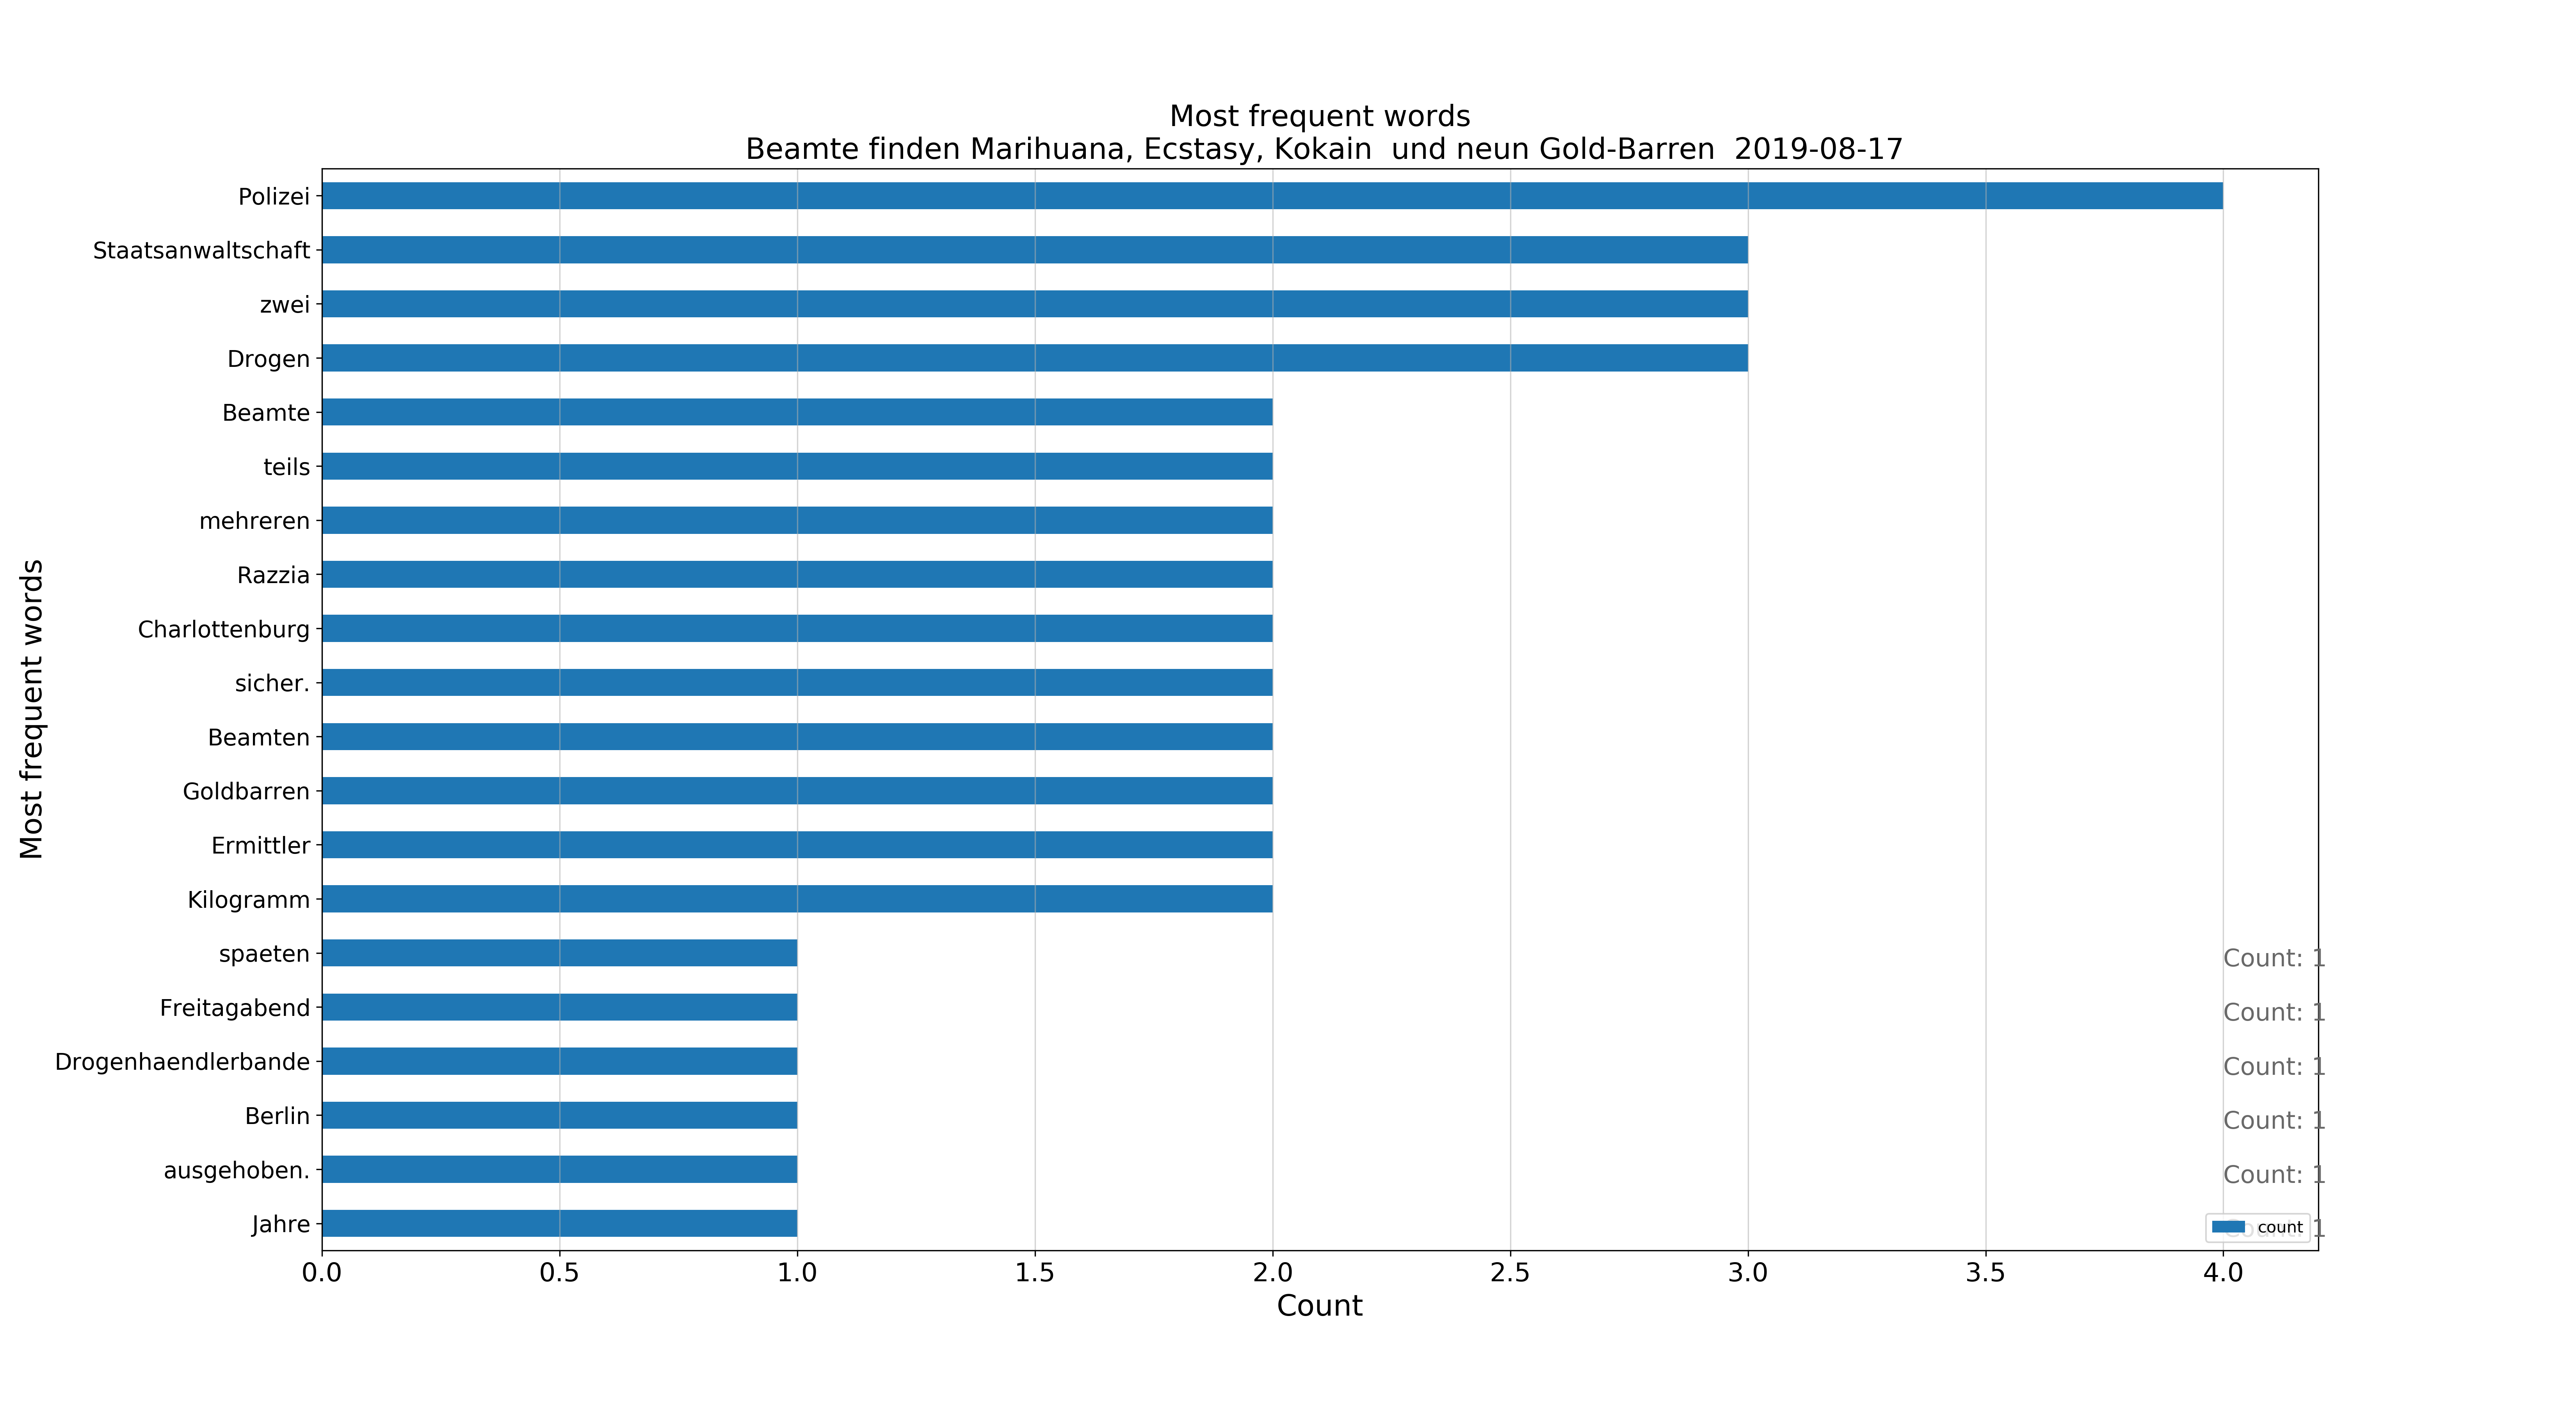 Most frequent words
Beamte finden Marihuana, Ecstasy, Kokain  und neun Gold-Barren  2019-08-17
Most frequent words
Polizei
Staatsanwaltschaft
zwei
Drogen
Beamte
teils
mehreren
Razzia
Charlottenburg
sicher.
Beamten
Goldbarren
Ermittler
Kilogramm
spaeten
Count: 1
Freitagabend
Count: 1
Drogenhaendlerbande
Count: 1
Berlin
Count: 1
ausgehoben.
Count: 1
Jahre
Count: 1
count
0.0 0.5 1.0 1.5 2.0 2.5 3.0 3.5 4.0
Count